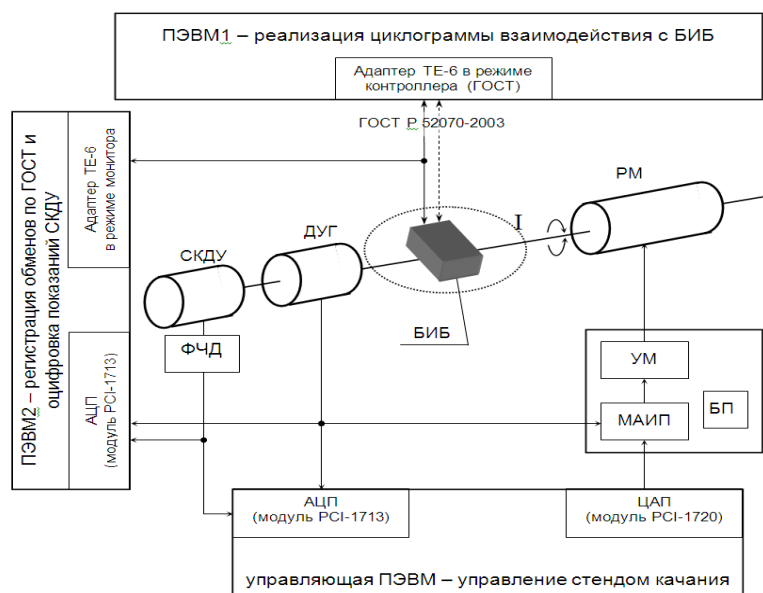 ПЭВМ1 – реализация циклограммы взаимодействия с БИБ
Адаптер ТЕ-6 в режиме
контроллера (ГОСТ)
ГОСТ Р 52070-2003
ПЭВМ2 – регистрация обменов по ГОСТ и
оцифровка показаний СКДУ
Адаптер ТЕ-6
в режиме монитора
АЦП
(модуль PCI-1713)
РМ
I
ДУГ
СКДУ
БИБ
ФЧД
УМ
БП
МАИП
АЦП
(модуль PCI-1713)
ЦАП
(модуль PCI-1720)
управляющая ПЭВМ – управление стендом качания